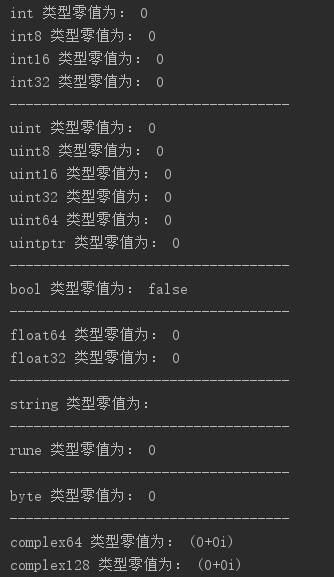 int 类型零值为: 0
int8 类型零值为: 0
int16 类型零值为: 0
int32 类型零值为: 0
-----------------------------------
uint 类型零值为: 0
uint8 类型零值为: 0
uint16 类型零值为: 0
uint32 类型零值为: 0
uint64 类型零值为: 0
uintptr 类型零值为: 0
-----------------------------------
bool 类型零值为: false
-----------------------------------
float64 类型零值为: 0
float32 类型零值为: 0
-----------------------------------
string 类型零值为:
-----------------------------------
rune 类型零值为: 0
-----------------------------------
byte 类型零值为: 0
-----------------------------------
complex64 类型零值为: (0+0i)
complex128 类型零值为: (0+0i)